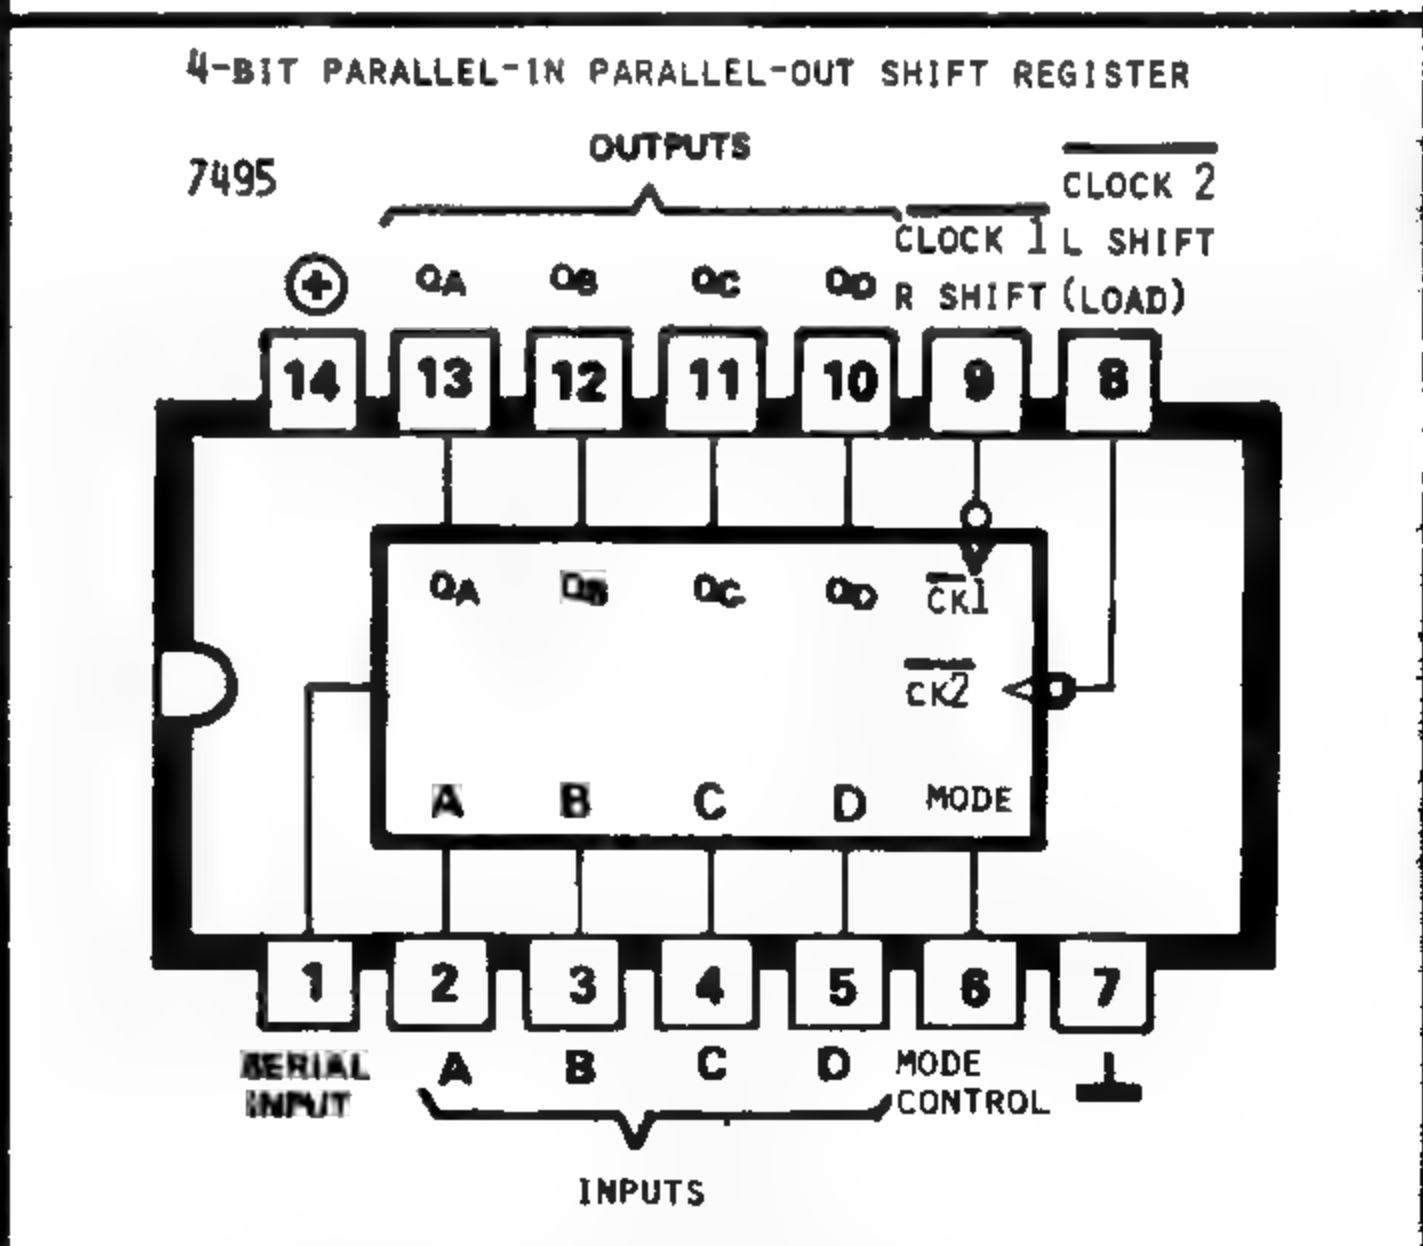 4-BIT PARALLEL-IN PARALLEL-OUT SHIFT REGISTER
7495
OUTPUTS
CLOCK 2
CLOCK 1 L SHIFT
QA QB QC QD R SHIFT (LOAD)
14 13 12 11 10 9 8
QA QB QC QD CK1
CK2
A B C D MODE
1 2 3 4 5 6 7
SERIAL INPUT
A B C D
MODE CONTROL
INPUTS